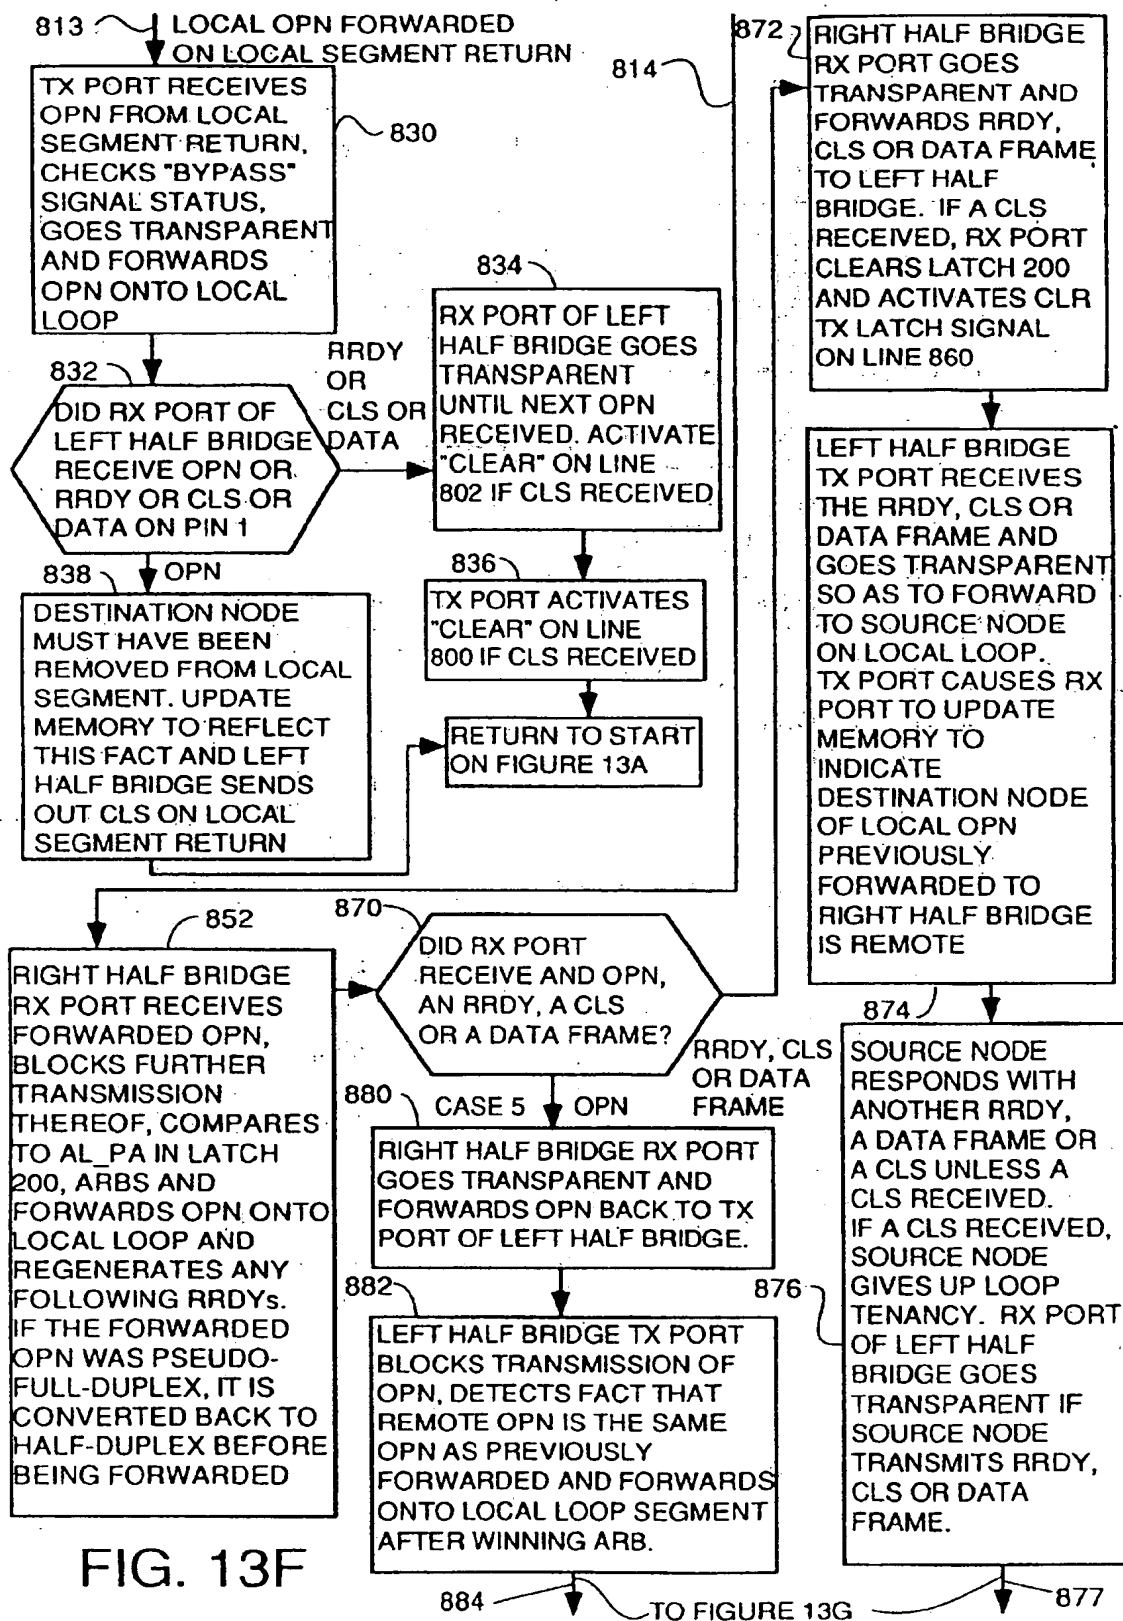 813
LOCAL OPN FORWARDED
ON LOCAL SEGMENT RETURN
TX PORT RECEIVES
OPN FROM LOCAL
SEGMENT RETURN,
CHECKS "BYPASS"
SIGNAL STATUS,
GOES TRANSPARENT
AND FORWARDS
OPN ONTO LOCAL
LOOP
830
832
DID RX PORT OF
LEFT HALF BRIDGE
RECEIVE OPN OR
RRDY OR CLS OR
DATA ON PIN 1
RRDY
OR
CLS OR
DATA
834
RX PORT OF LEFT
HALF BRIDGE GOES
TRANSPARENT
UNTIL NEXT OPN
RECEIVED. ACTIVATE
"CLEAR" ON LINE
802 IF CLS RECEIVED
836
TX PORT ACTIVATES
"CLEAR" ON LINE
800 IF CLS RECEIVED
RETURN TO START
ON FIGURE 13A
838
OPN
DESTINATION NODE
MUST HAVE BEEN
REMOVED FROM LOCAL
SEGMENT. UPDATE
MEMORY TO REFLECT
THIS FACT AND LEFT
HALF BRIDGE SENDS
OUT CLS ON LOCAL
SEGMENT RETURN
814
852
RIGHT HALF BRIDGE
RX PORT RECEIVES
FORWARDED OPN,
BLOCKS FURTHER
TRANSMISSION
THEREOF, COMPARES
TO AL_PA IN LATCH
200, ARBS AND
FORWARDS OPN ONTO
LOCAL LOOP AND
REGENERATES ANY
FOLLOWING RRDYs.
IF THE FORWARDED
OPN WAS PSEUDO-
FULL-DUPLEX, IT IS
CONVERTED BACK TO
HALF-DUPLEX BEFORE
BEING FORWARDED
870
DID RX PORT
RECEIVE AND OPN,
AN RRDY, A CLS
OR A DATA FRAME?
RRDY, CLS
OR DATA
FRAME
880
CASE 5
OPN
RIGHT HALF BRIDGE RX PORT
GOES TRANSPARENT AND
FORWARDS OPN BACK TO TX
PORT OF LEFT HALF BRIDGE.
882
LEFT HALF BRIDGE TX PORT
BLOCKS TRANSMISSION OF
OPN, DETECTS FACT THAT
REMOTE OPN IS THE SAME
OPN AS PREVIOUSLY
FORWARDED AND FORWARDS
ONTO LOCAL LOOP SEGMENT
AFTER WINNING ARB.
872
RIGHT HALF BRIDGE
RX PORT GOES
TRANSPARENT AND
FORWARDS RRDY,
CLS OR DATA FRAME
TO LEFT HALF
BRIDGE. IF A CLS
RECEIVED, RX PORT
CLEARS LATCH 200
AND ACTIVATES CLR
TX LATCH SIGNAL
ON LINE 860
LEFT HALF BRIDGE
TX PORT RECEIVES
THE RRDY, CLS OR
DATA FRAME AND
GOES TRANSPARENT
SO AS TO FORWARD
TO SOURCE NODE
ON LOCAL LOOP.
TX PORT CAUSES RX
PORT TO UPDATE
MEMORY TO
INDICATE
DESTINATION NODE
OF LOCAL OPN
PREVIOUSLY
FORWARDED TO
RIGHT HALF BRIDGE
IS REMOTE
874
SOURCE NODE
RESPONDS WITH
ANOTHER RRDY,
A DATA FRAME OR
A CLS UNLESS A
CLS RECEIVED.
IF A CLS RECEIVED,
SOURCE NODE
GIVES UP LOOP
TENANCY. RX PORT
OF LEFT HALF
BRIDGE GOES
TRANSPARENT IF
SOURCE NODE
TRANSMITS RRDY,
CLS OR DATA
FRAME.
876
FIG. 13F
884
TO FIGURE 13G
877